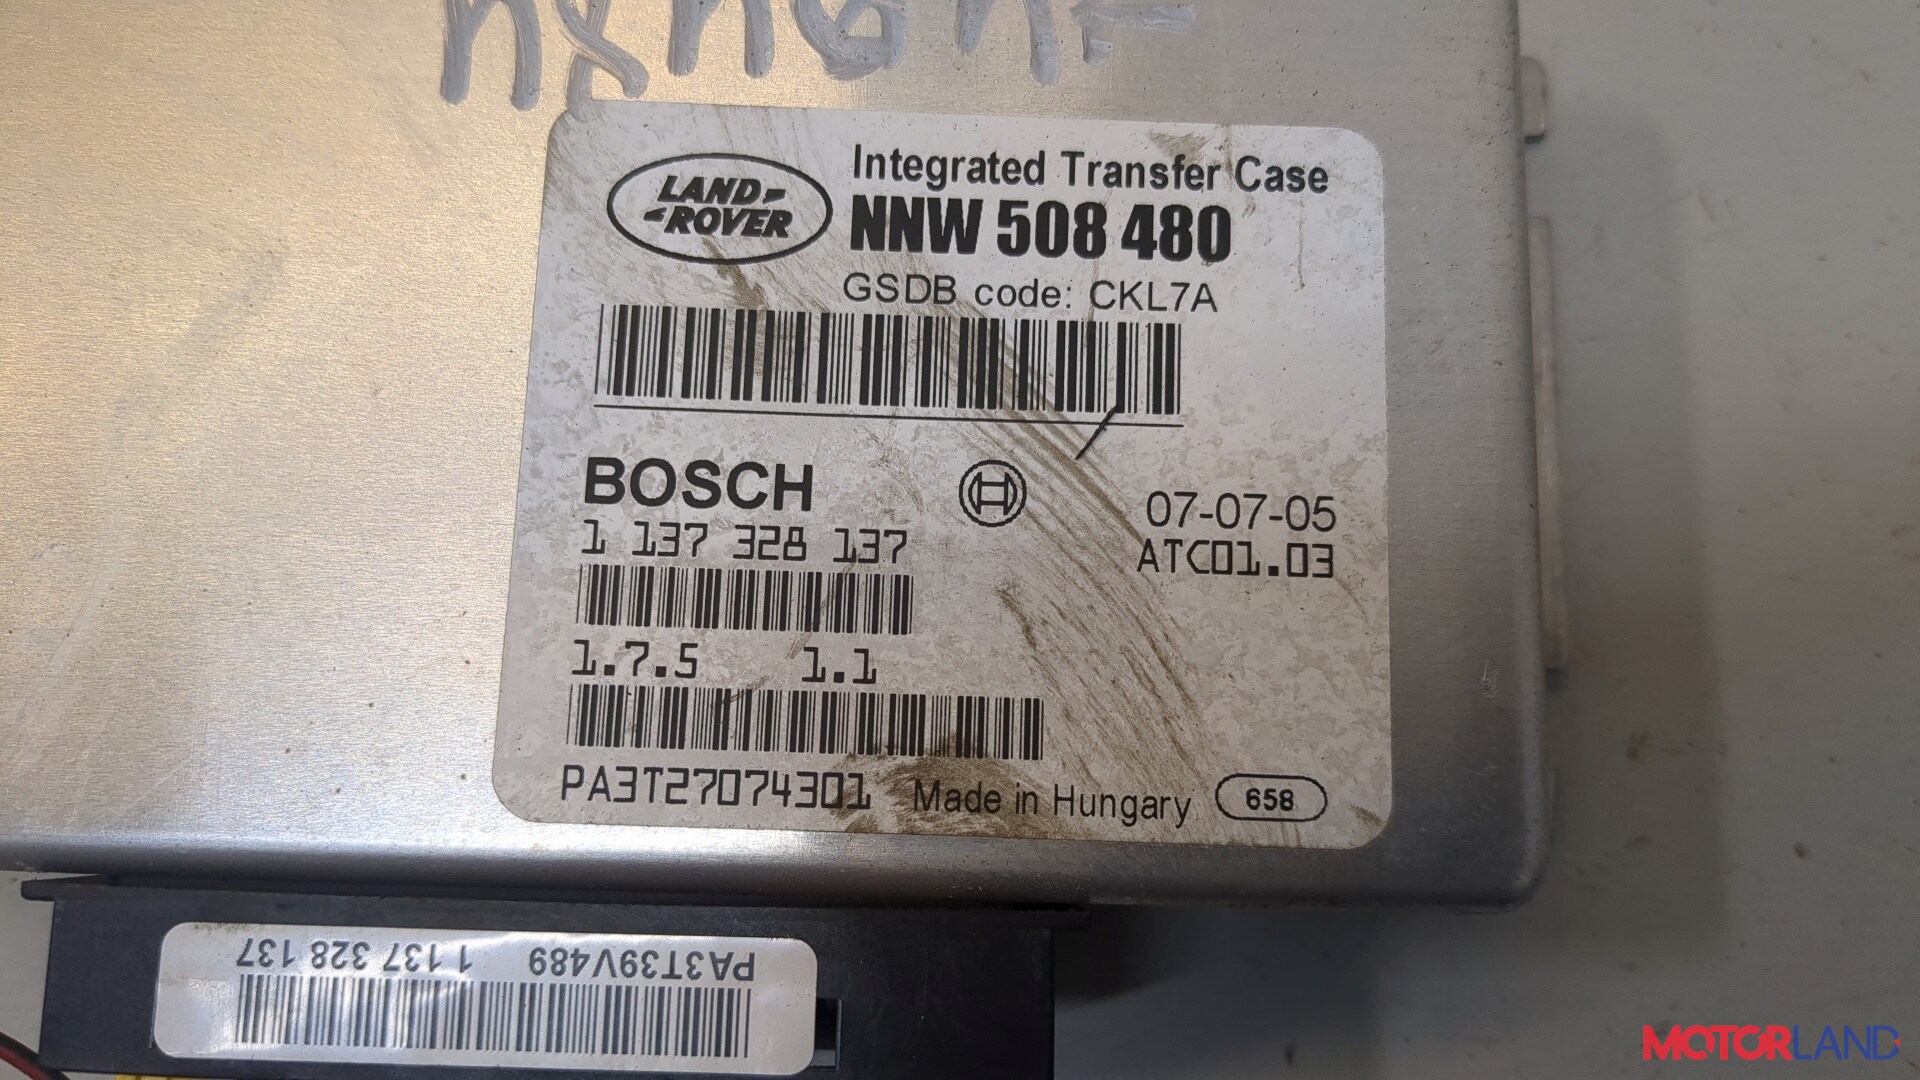 Integrated Transfer Case
LAND
ROVER
NNW 508 480
GSDB code: CKL7A
BOSCH
07-07-05
1 137 328 137
ATC01.03
1.7.5 1.1
PA3T27074301 Made in Hungary 658
PA3T39V489 1 137 328 137
MOTORLAND